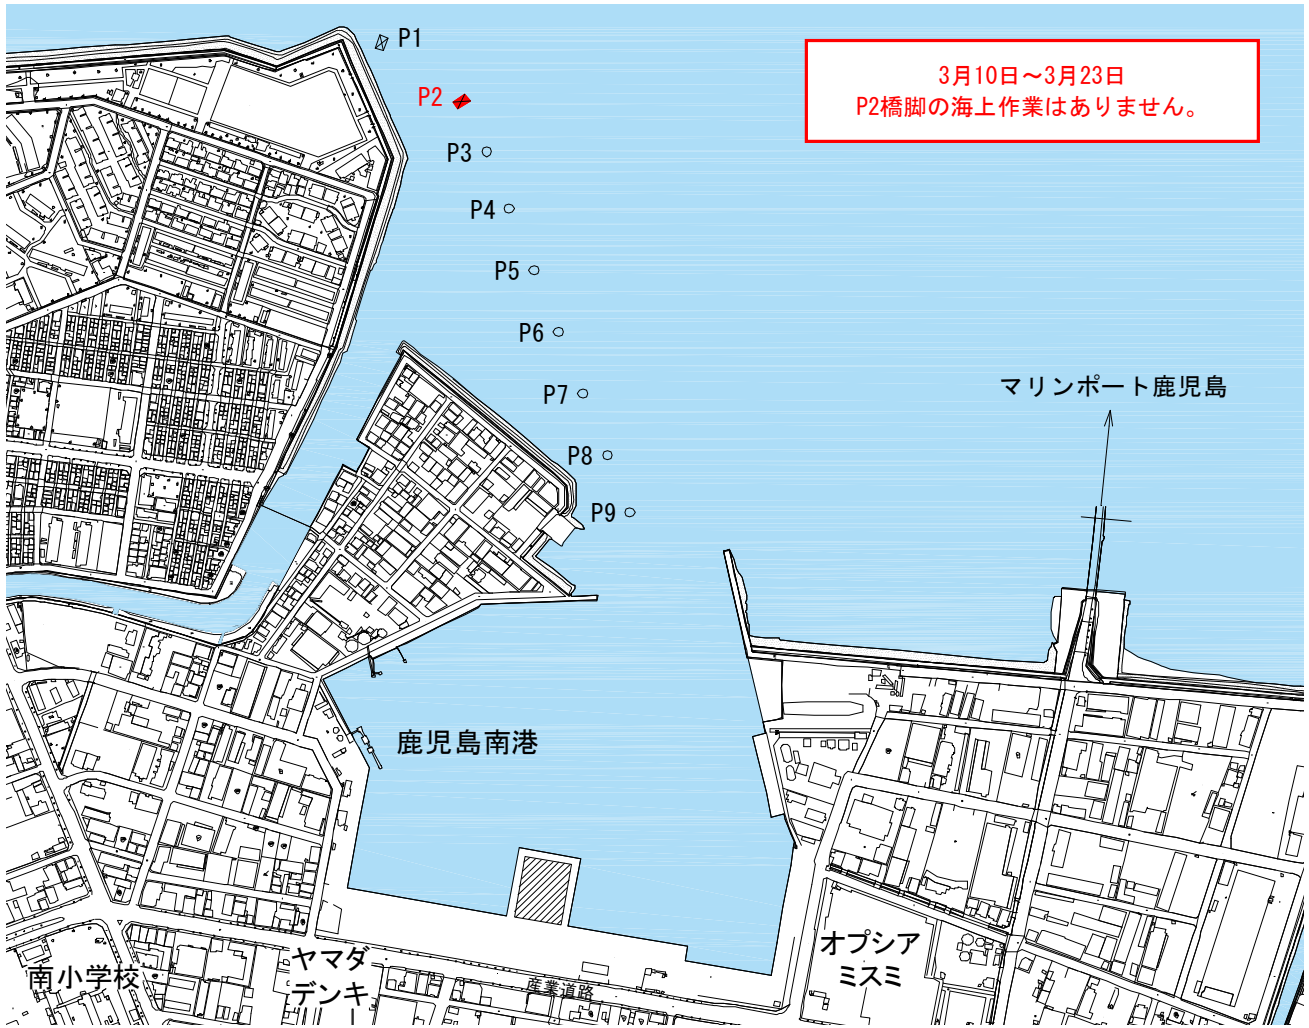 P1
3月10日～3月23日
P2橋脚の海上作業はありません。
P2
P3
P4
P5
P6
P7
マリンポート鹿児島
P8
P9
鹿児島南港
オプシア
ミスミ
ヤマダ
デンキ
南小学校
産業道路